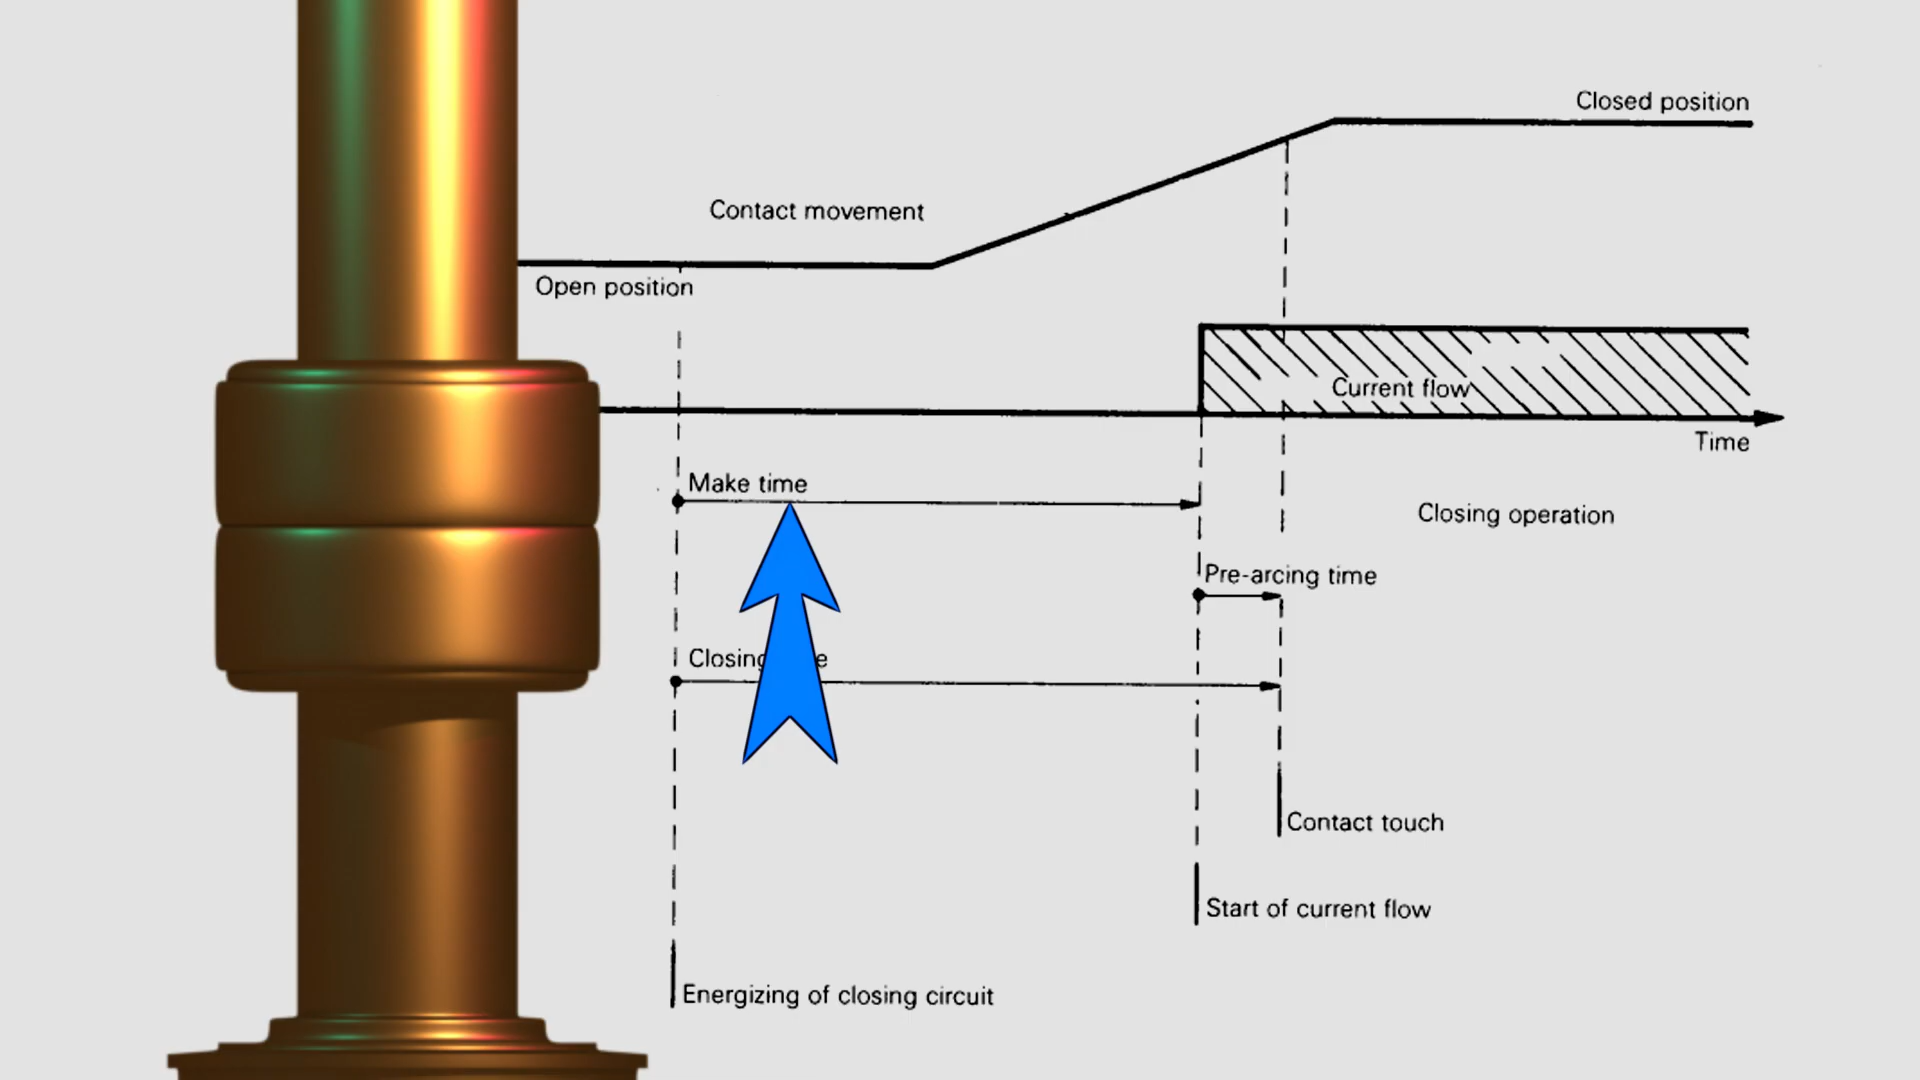 Closed position
Contact movement
Open position
Current flow
Time
Make time
Closing operation
Pre-arcing time
Closing
Contact touch
Start of current flow
Energizing of closing circuit